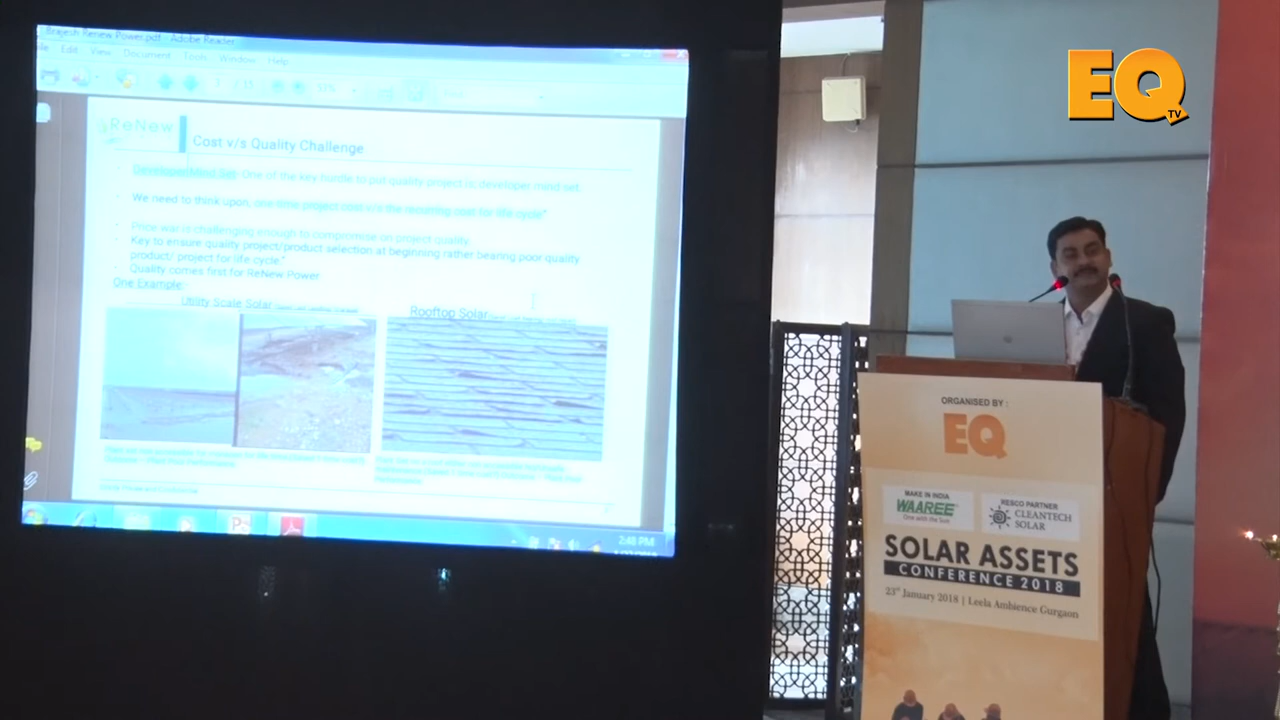 Brajesh Renew Power.pdf - Adobe Reader
Edit View Document Tools Window Help
ReNew
Cost v/s Quality Challenge
Developer Mind Set: One of the key hurdle to put quality project is developer mind set.
We need to think upon one time project cost v/s the recurring cost for life cycle"
Price war is challenging enough to compromise on project quality.
Key to ensure quality project/product selection at beginning rather bearing poor quality
product/ project for life cycle."
Quality comes first for ReNew Power
One Example:
Utility Scale Solar
Rooftop Solar
2:48 PM
EQ
TV
ORGANISED BY :
EQ
MAKE IN INDIA
WAAREE
One with the Sun
RESCO PARTNER
CLEANTECH
SOLAR
SOLAR ASSETS
CONFERENCE 2018
23rd January 2018 | Leela Ambience Gurgaon